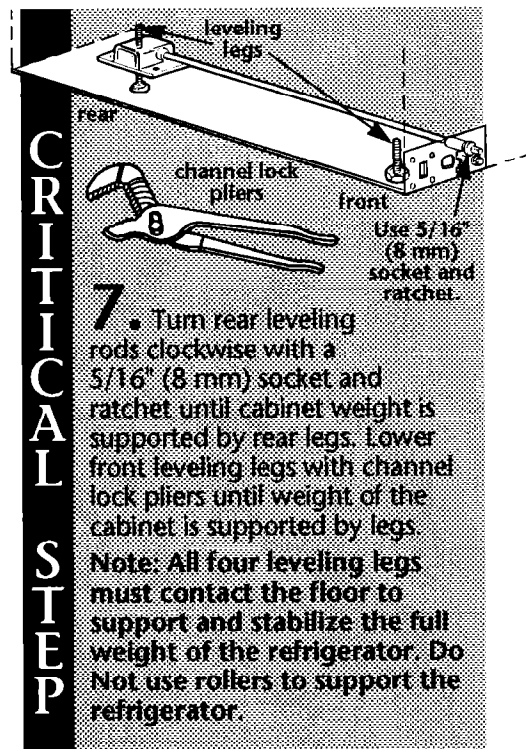 leveling
legs
rear
channel lock
pliers
front
Use 5/16"
(8 mm)
socket and
ratchet.
CRITICAL STEP
7. Turn rear leveling
rods clockwise with a
5/16" (8 mm) socket and
ratchet until cabinet weight is
supported by rear legs. Lower
front leveling legs with channel
lock pliers until weight of the
cabinet is supported by legs.
Note: All four leveling legs
must contact the floor to
support and stabilize the full
weight of the refrigerator. Do
Not use rollers to support the
refrigerator.